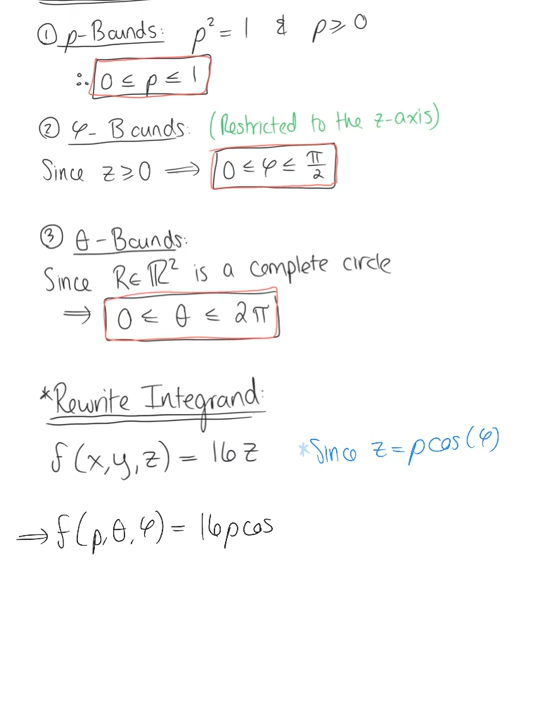 ① ρ-Bounds: ρ² = 1 & ρ ≥ 0
∴ 0 ≤ ρ ≤ 1
② φ- Bounds: (Restricted to the z-axis)
Since z ≥ 0 ⟹ 0 ≤ φ ≤ π/2
③ θ-Bounds:
Since R∈ℝ² is a complete circle
⟹ 0 ≤ θ ≤ 2π
*Rewrite Integrand:
f(x,y,z) = 16z *Since z=ρcos(φ)
⟹ f(ρ,θ,φ) = 16ρcos